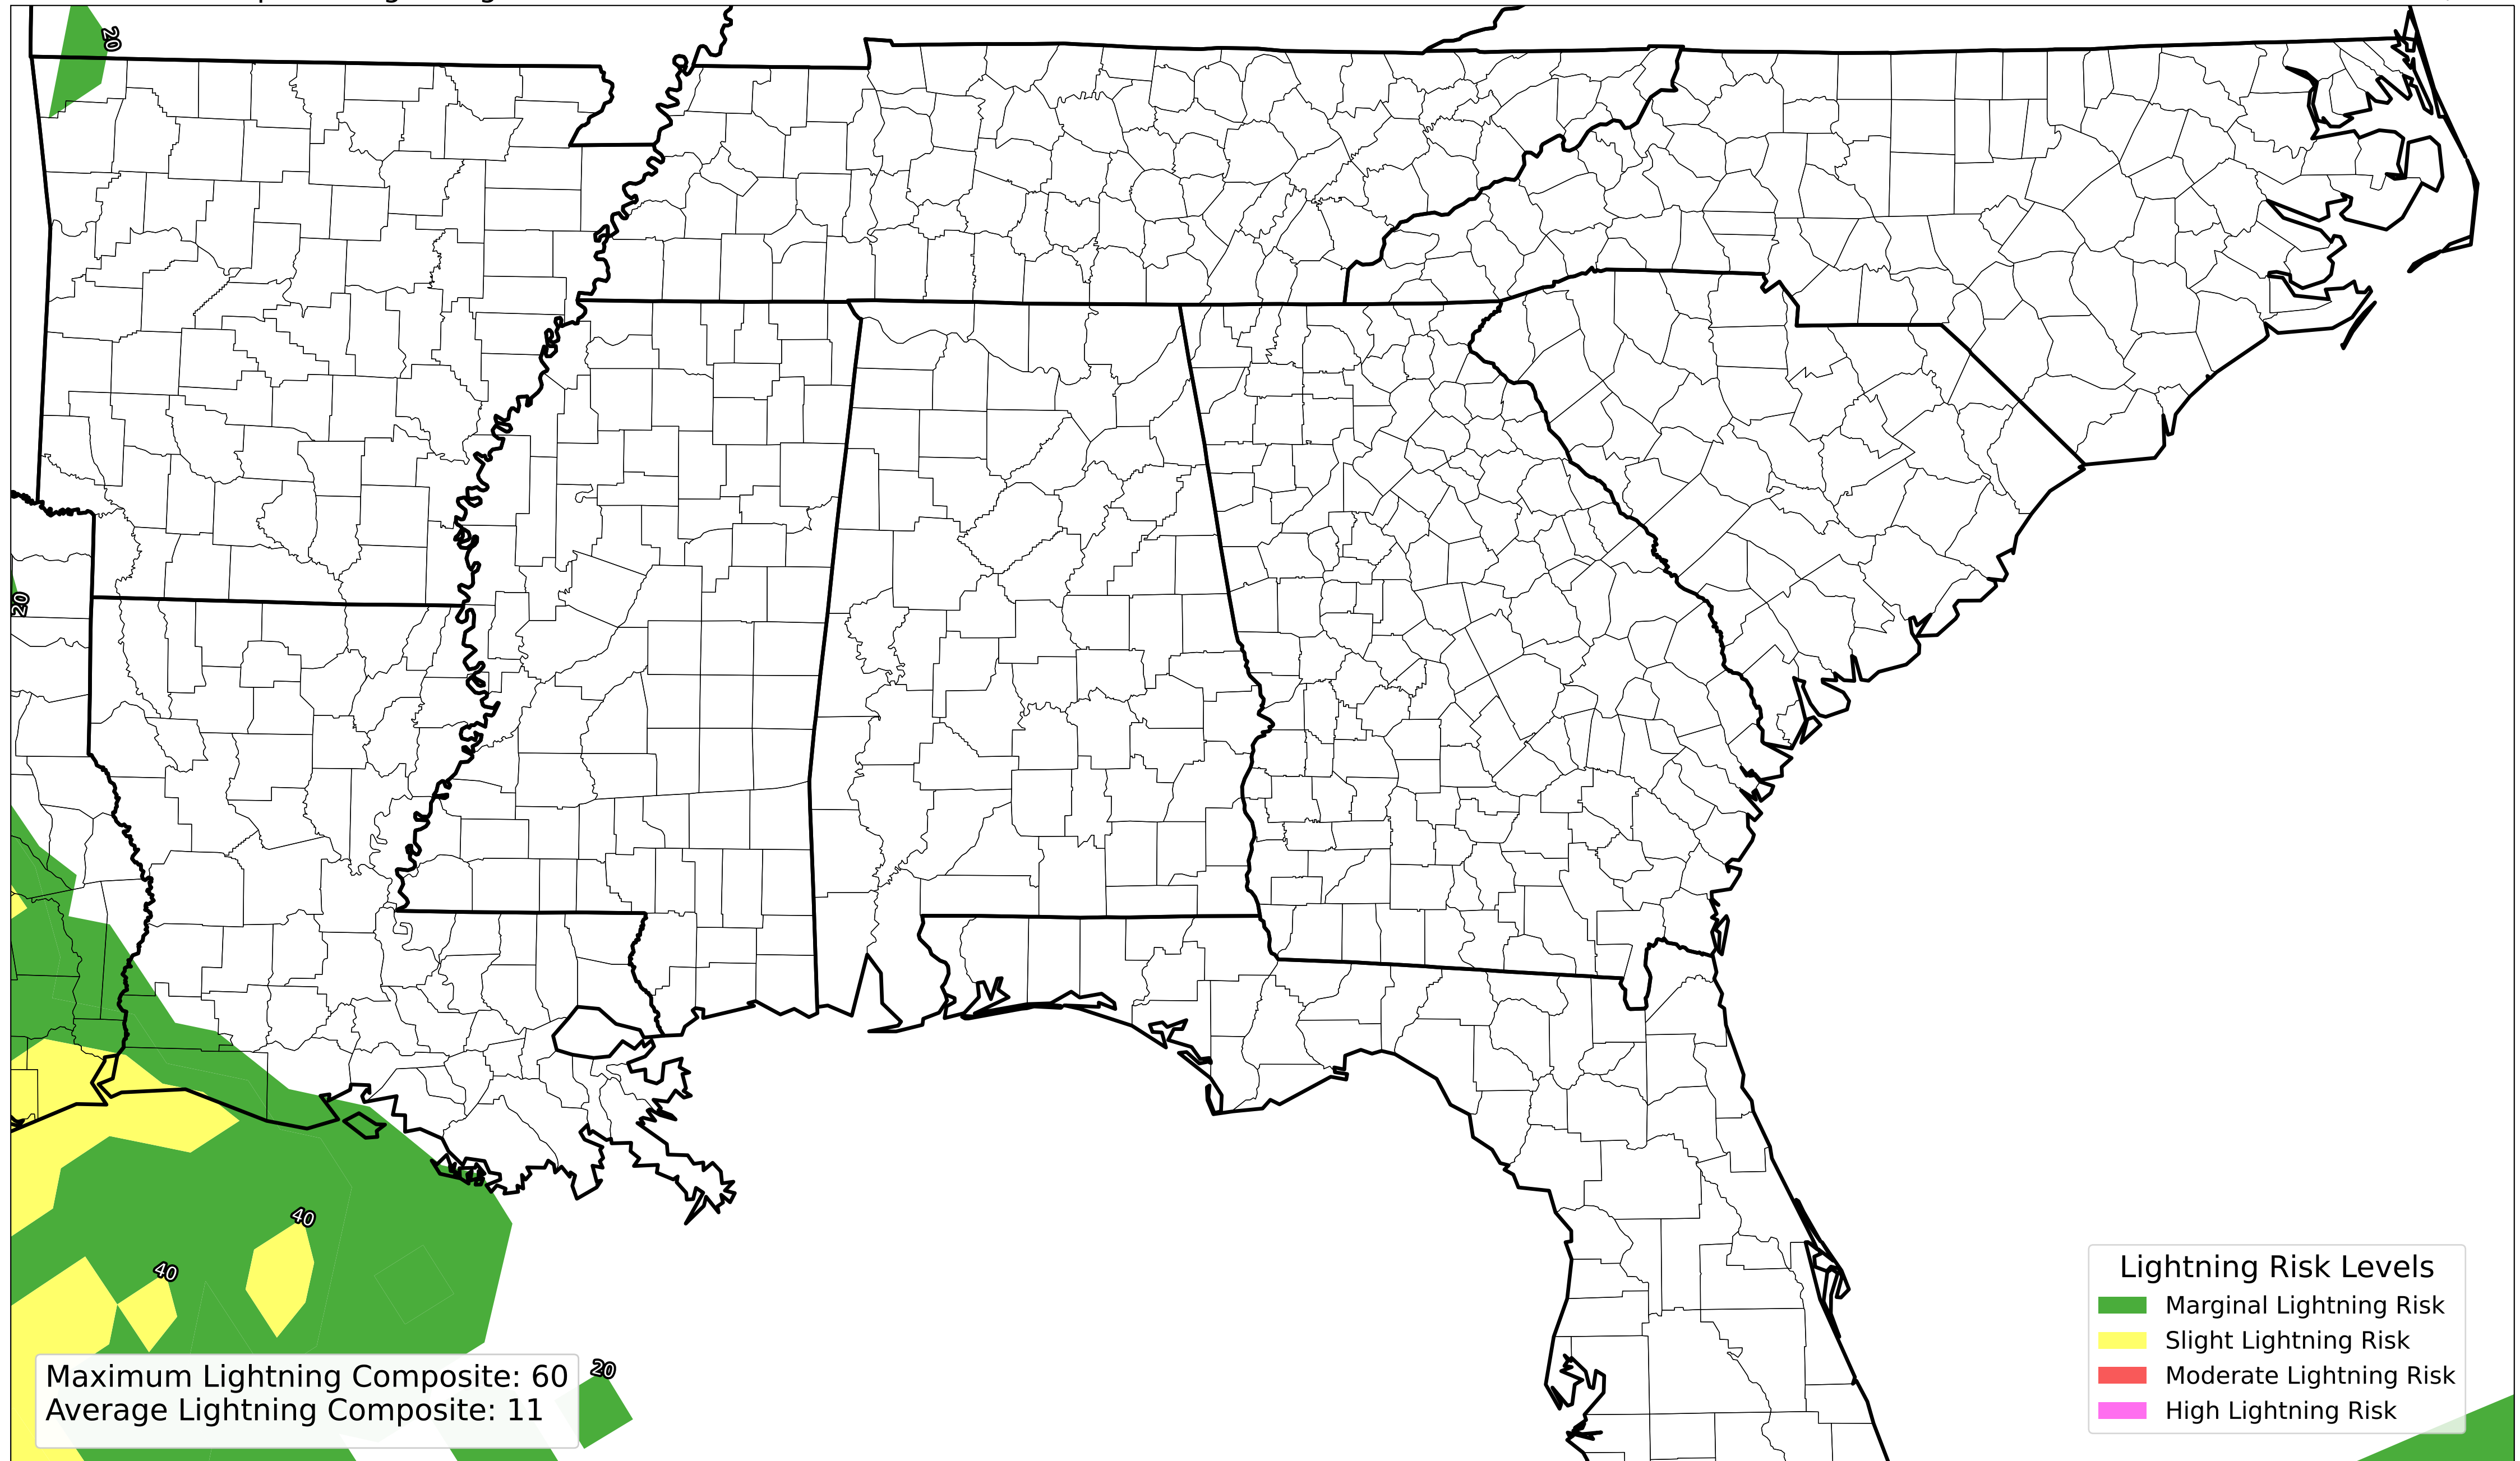 20
20
40
40
20
Maximum Lightning Composite: 60
Average Lightning Composite: 11
Lightning Risk Levels
Marginal Lightning Risk
Slight Lightning Risk
Moderate Lightning Risk
High Lightning Risk